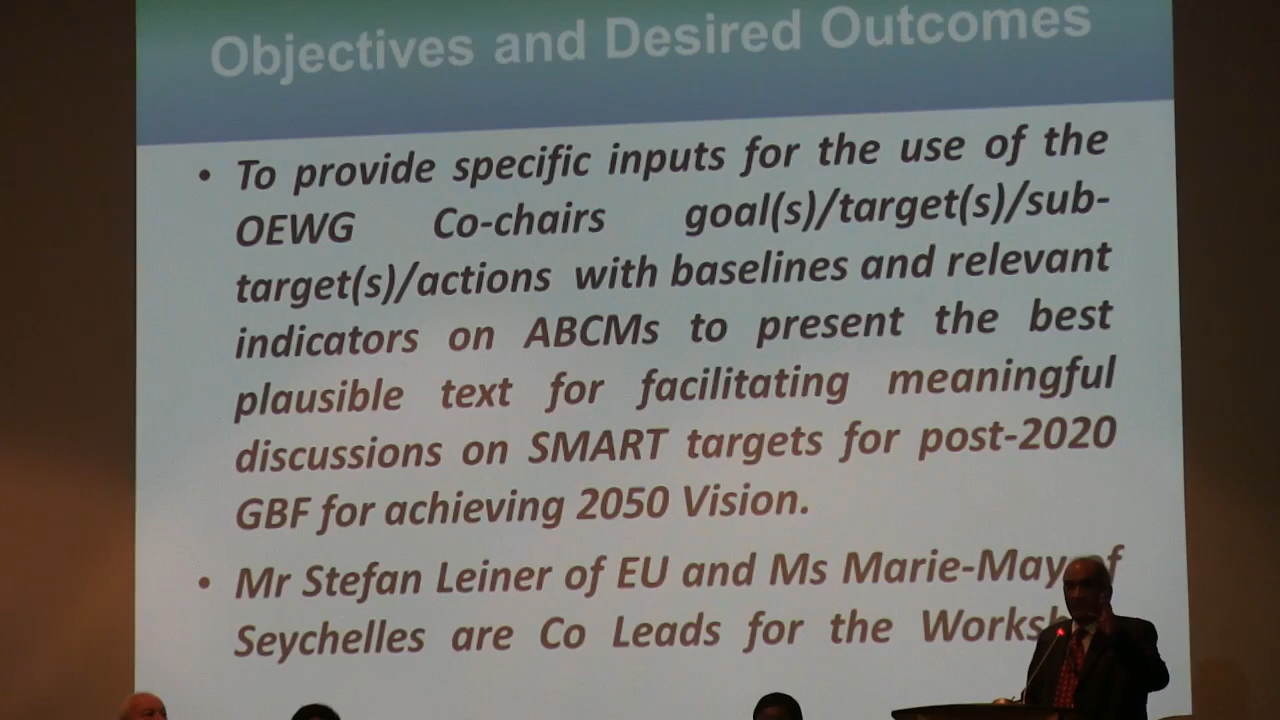 Objectives and Desired Outcomes
• To provide specific inputs for the use of the
OEWG Co-chairs goal(s)/target(s)/sub-
target(s)/actions with baselines and relevant
indicators on ABCMs to present the best
plausible text for facilitating meaningful
discussions on SMART targets for post-2020
GBF for achieving 2050 Vision.
• Mr Stefan Leiner of EU and Ms Marie-May of
Seychelles are Co Leads for the